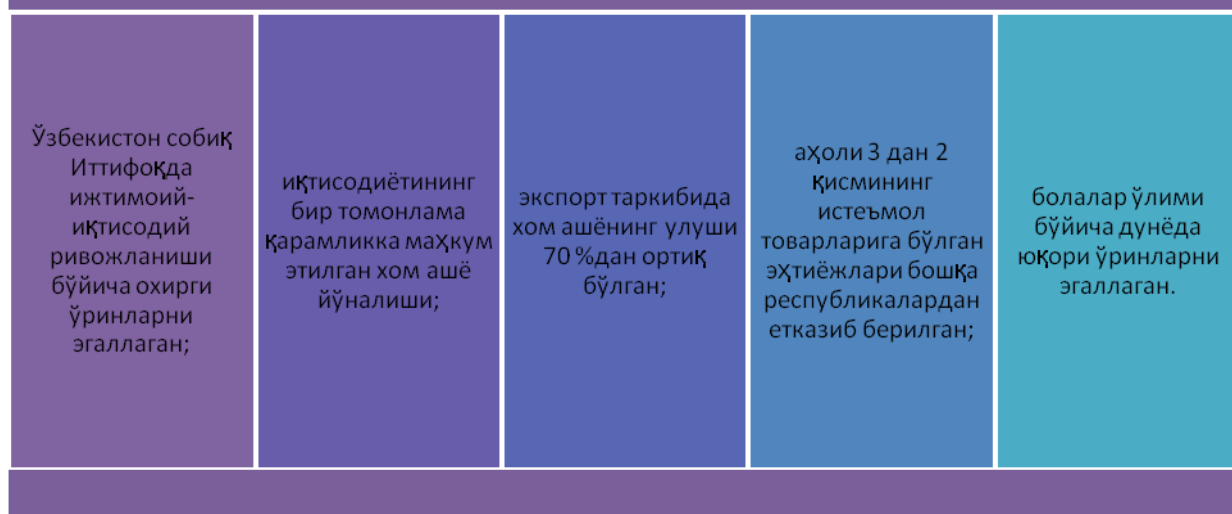 Ўзбекистон собиқ
Иттифоқда
ижтимоий-
иқтисодий
ривожланиши
бўйича охирги
ўринларни
эгаллаган;
иқтисодиётининг
бир томонлама
қарамликка маҳкум
этилган хом ашё
йўналиши;
экспорт таркибида
хом ашёнинг улуши
70 %дан ортиқ
бўлган;
аҳоли 3 дан 2
қисмининг
истеъмол
товарларига бўлган
эҳтиёжлари бошқа
республикалардан
етказиб берилган;
болалар ўлими
бўйича дунёда
юқори ўринларни
эгаллаган.